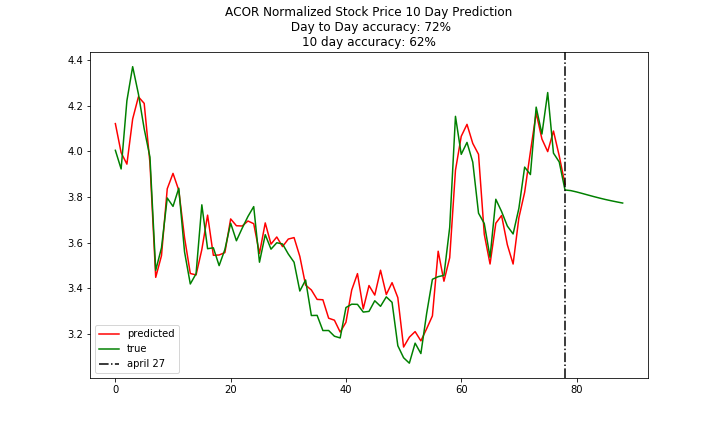 ACOR Normalized Stock Price 10 Day Prediction
Day to Day accuracy: 72%
10 day accuracy: 62%
4.4
4.2
4.0
3.8
3.6
3.4
3.2
predicted
true
april 27
0
20
40
60
80